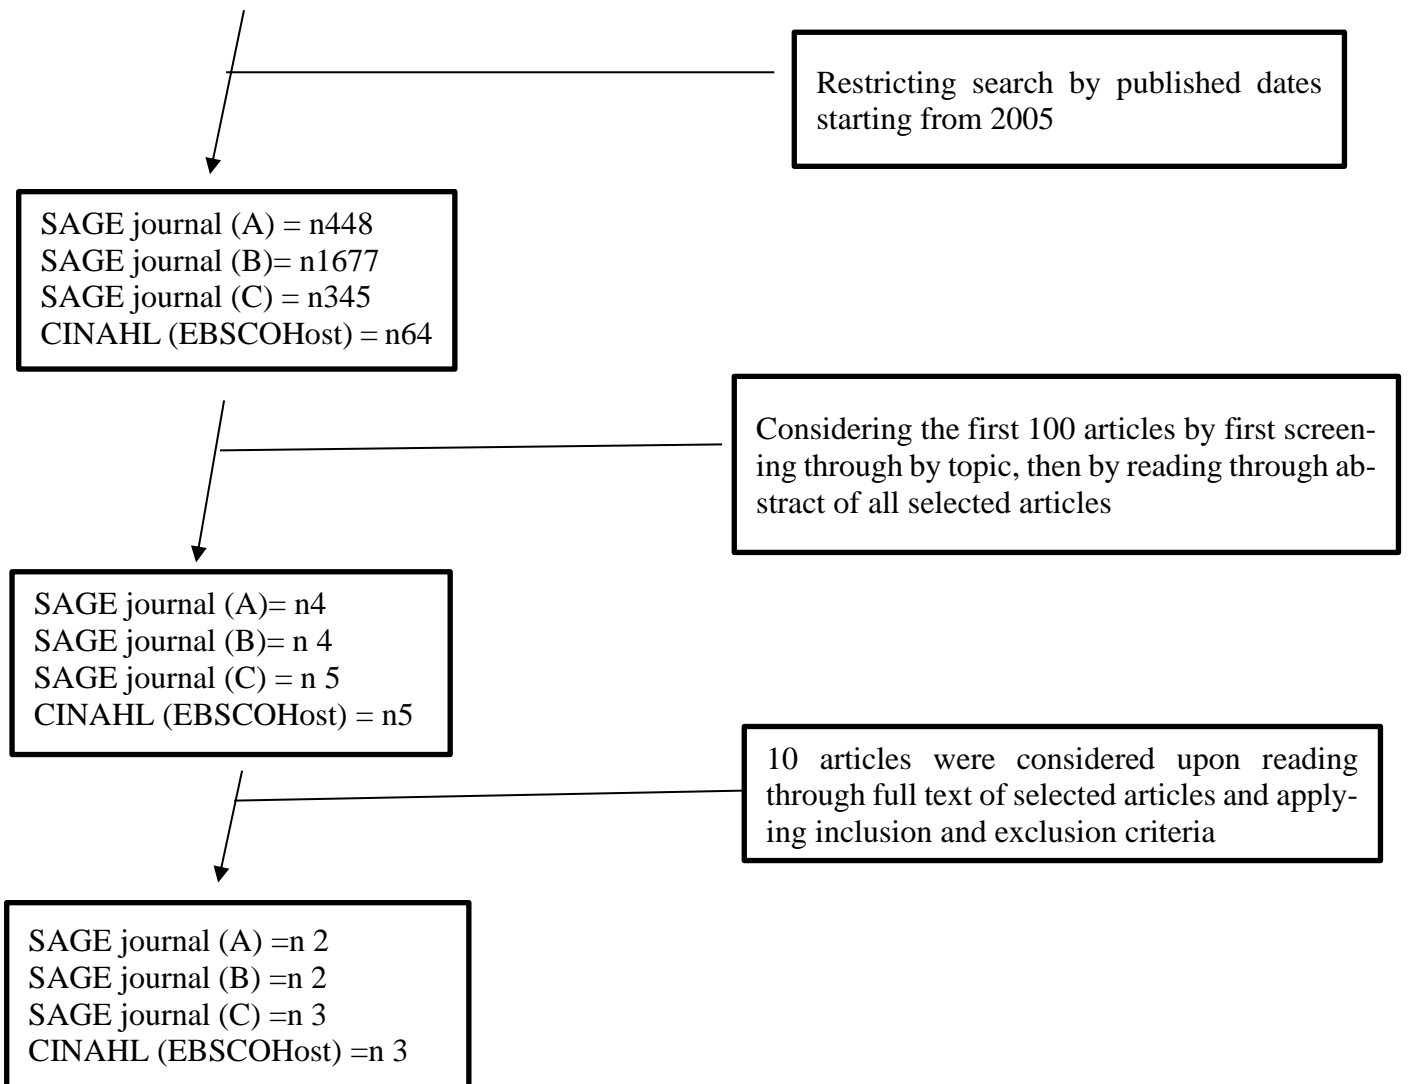 Restricting search by published dates
starting from 2005
SAGE journal (A) = n448
SAGE journal (B)= n1677
SAGE journal (C) = n345
CINAHL (EBSCOHost) = n64
Considering the first 100 articles by first screen-
ing through by topic, then by reading through ab-
stract of all selected articles
SAGE journal (A)= n4
SAGE journal (B)= n 4
SAGE journal (C) = n 5
CINAHL (EBSCOHost) = n5
10 articles were considered upon reading
through full text of selected articles and apply-
ing inclusion and exclusion criteria
SAGE journal (A) =n 2
SAGE journal (B) =n 2
SAGE journal (C) =n 3
CINAHL (EBSCOHost) =n 3